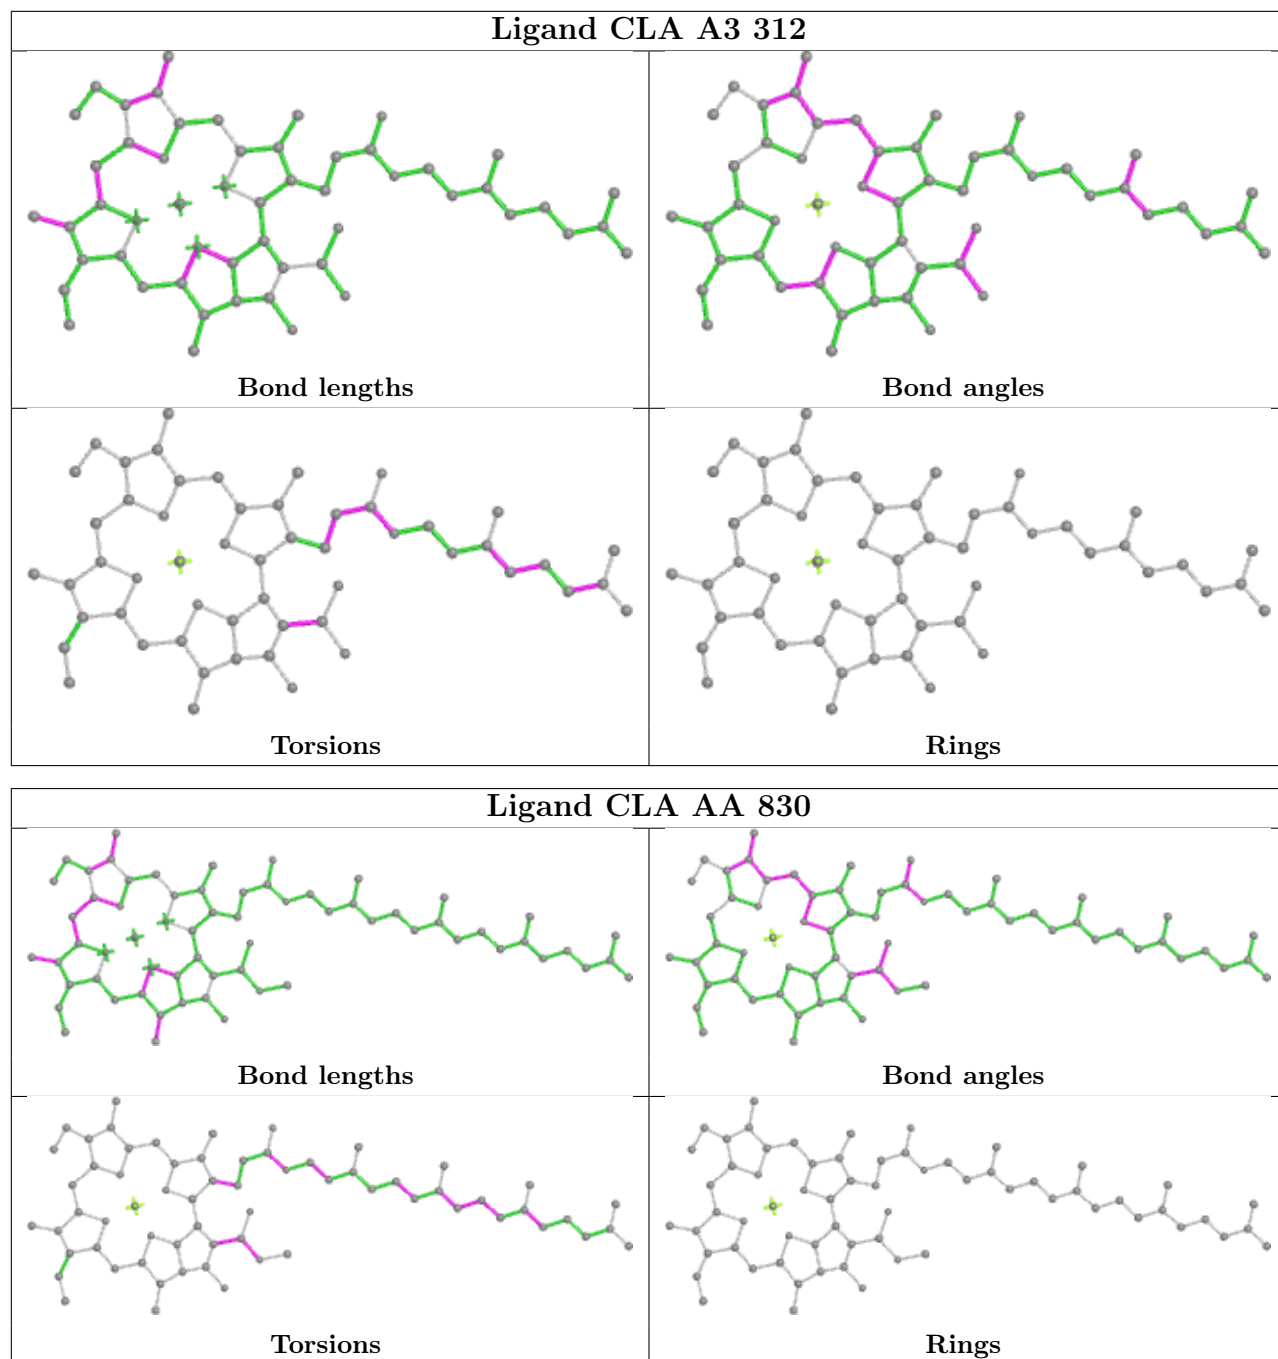 Ligand CLA A3 312
Bond lengths
Bond angles
Torsions
Rings
Ligand CLA AA 830
Bond lengths
Bond angles
Torsions
Rings